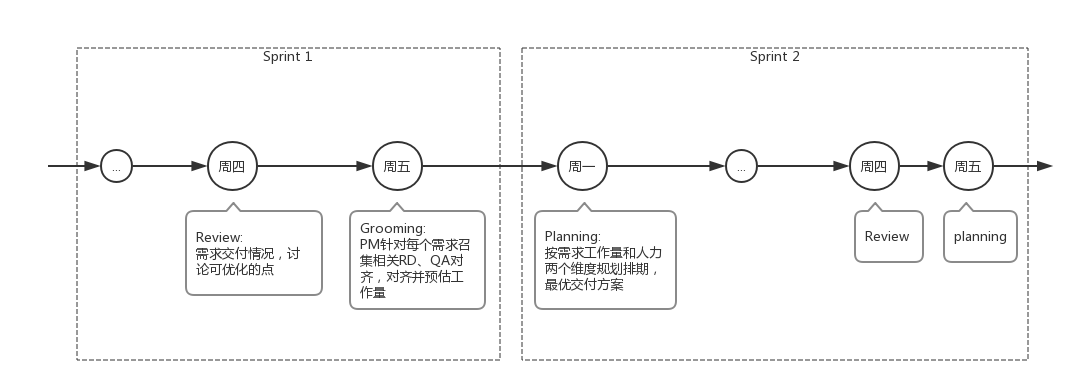 Sprint 1
Sprint 2
...
周四
周五
周一
...
周四
周五
Review:
需求交付情况，讨
论可优化的点
Grooming:
PM针对每个需求召
集相关RD、QA对
齐，对齐并预估工
作量
Planning:
按需求工作量和人力
两个维度规划排期，
最优交付方案
Review
planning